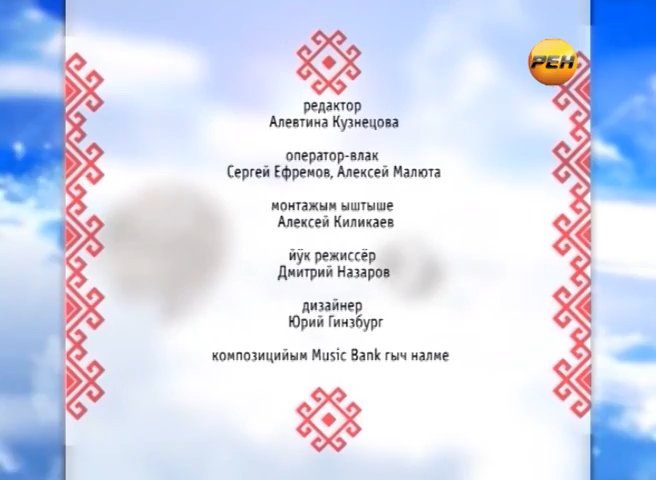 РЕН
редактор
Алевтина Кузнецова
оператор-влак
Сергей Ефремов, Алексей Малюта
монтажым ыштыше
Алексей Киликаев
йӱк режиссёр
Дмитрий Назаров
дизайнер
Юрий Гинзбург
композицийым Music Bank гыч налме